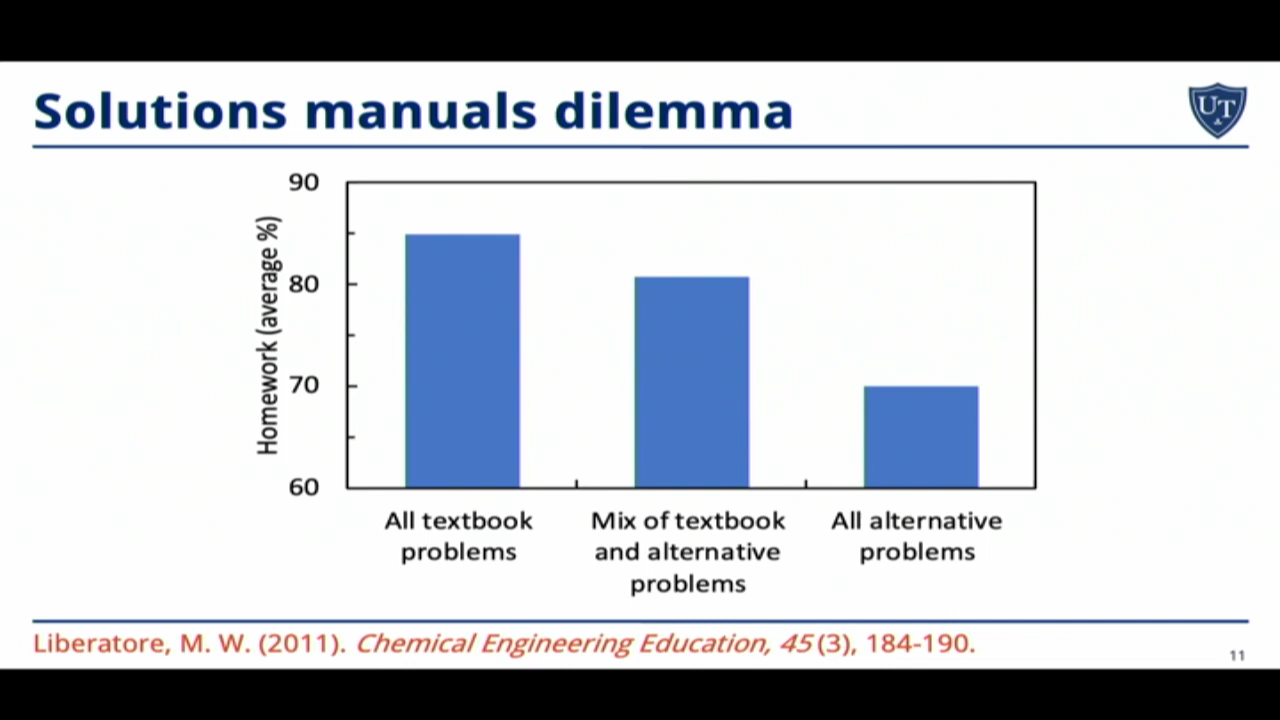 Solutions manuals dilemma
UT
90
80
70
60
Homework (average %)
All textbook
problems
Mix of textbook
and alternative
problems
All alternative
problems
Liberatore, M. W. (2011). Chemical Engineering Education, 45 (3), 184-190.
11